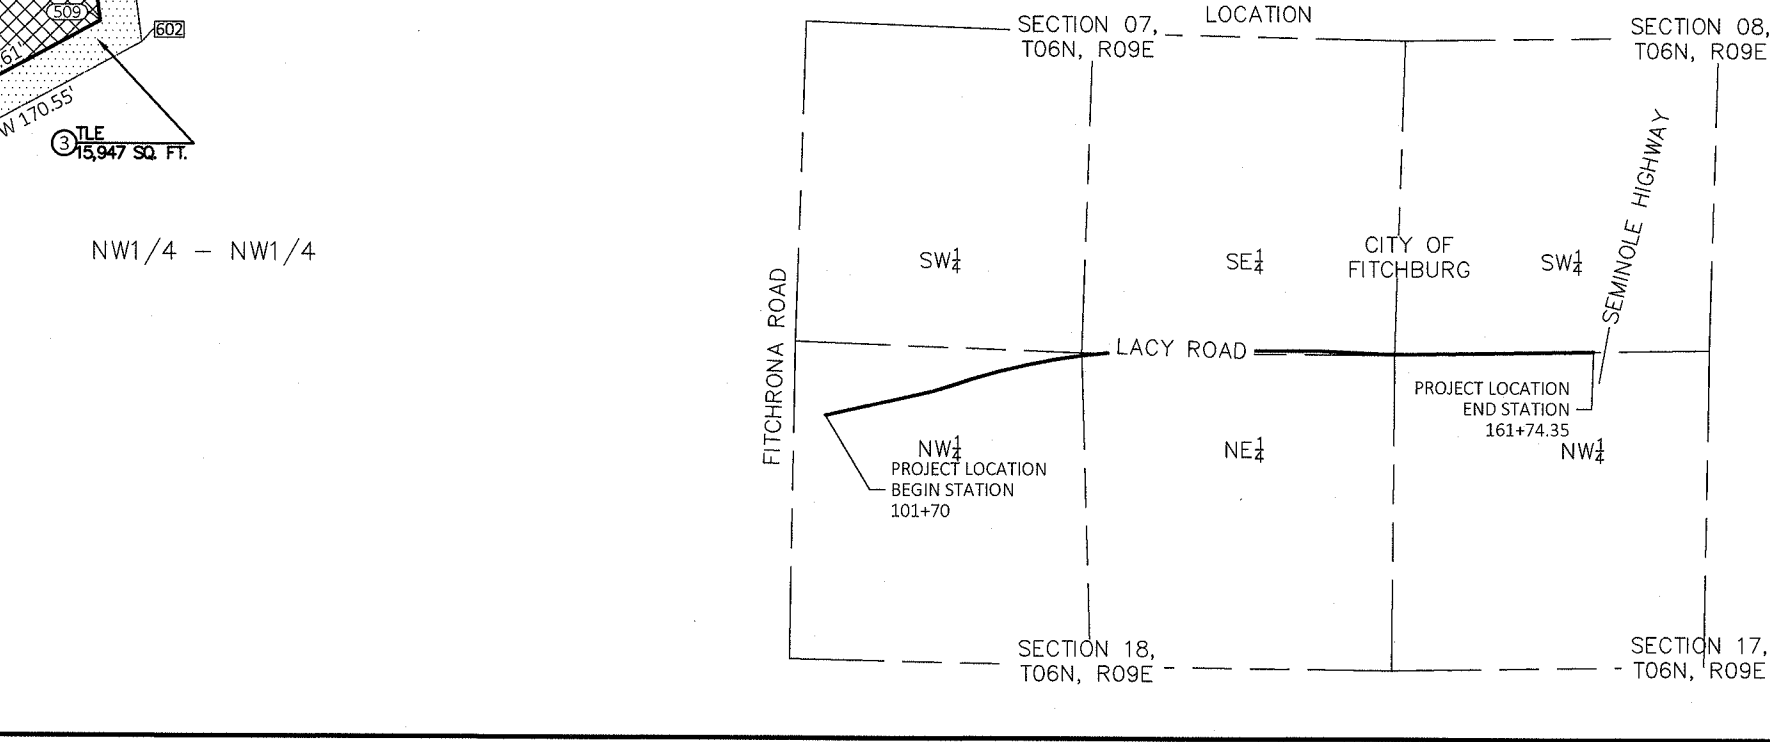 509
602
.61'
W 170.55'
3
TLE
15,947 SQ. FT.
NW1/4 – NW1/4
LOCATION
SECTION 07,
T06N, R09E
SECTION 08,
T06N, R09E
SEMINOLE HIGHWAY
FITCHRONA ROAD
SW1/4
SE1/4
CITY OF
FITCHBURG
SW1/4
LACY ROAD
PROJECT LOCATION
END STATION
161+74.35
NW1/4
PROJECT LOCATION
BEGIN STATION
101+70
NE1/4
NW1/4
SECTION 18,
T06N, R09E
SECTION 17,
T06N, R09E